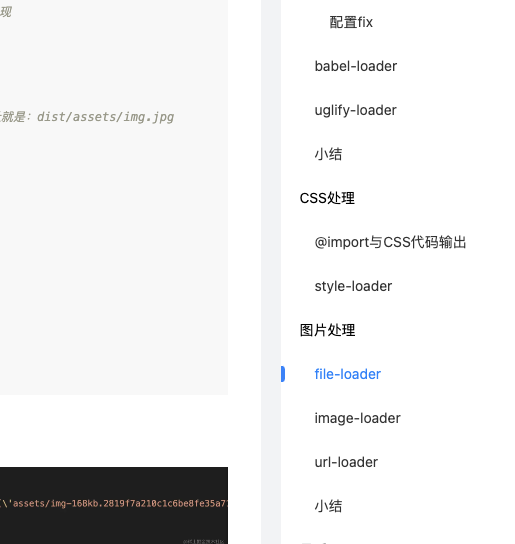 现
就是：dist/assets/img.jpg
(\'assets/img-168kb.2819f7a210c1c6be8fe35a7
配置fix
babel-loader
uglify-loader
小结
CSS处理
@import与CSS代码输出
style-loader
图片处理
file-loader
image-loader
url-loader
小结